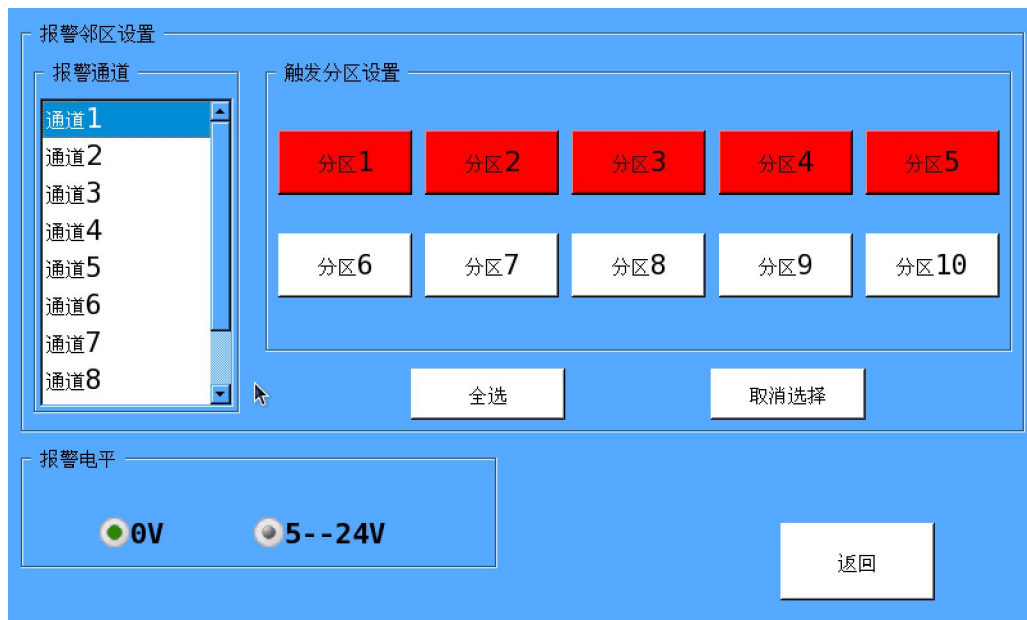 报警邻区设置
报警通道
触发分区设置
通道1
通道2
通道3
通道4
通道5
通道6
通道7
通道8
分区1 分区2 分区3 分区4 分区5
分区6 分区7 分区8 分区9 分区10
全选 取消选择
报警电平
0V 5--24V
返回